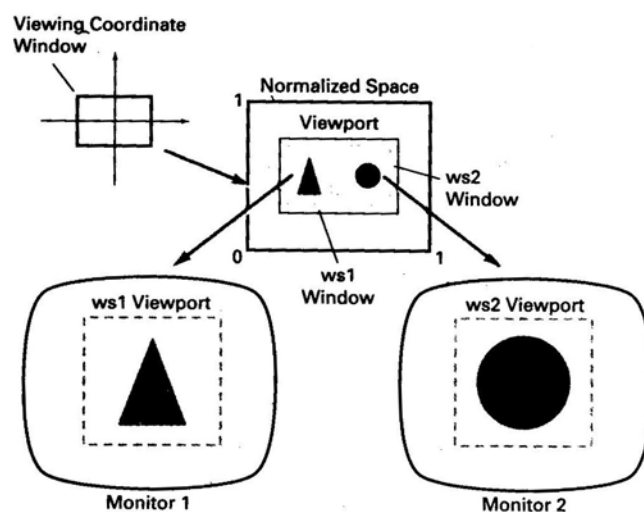 Viewing Coordinate
Window
Normalized Space
1
Viewport
ws2
Window
0
1
ws1
Window
ws1 Viewport
ws2 Viewport
Monitor 1
Monitor 2